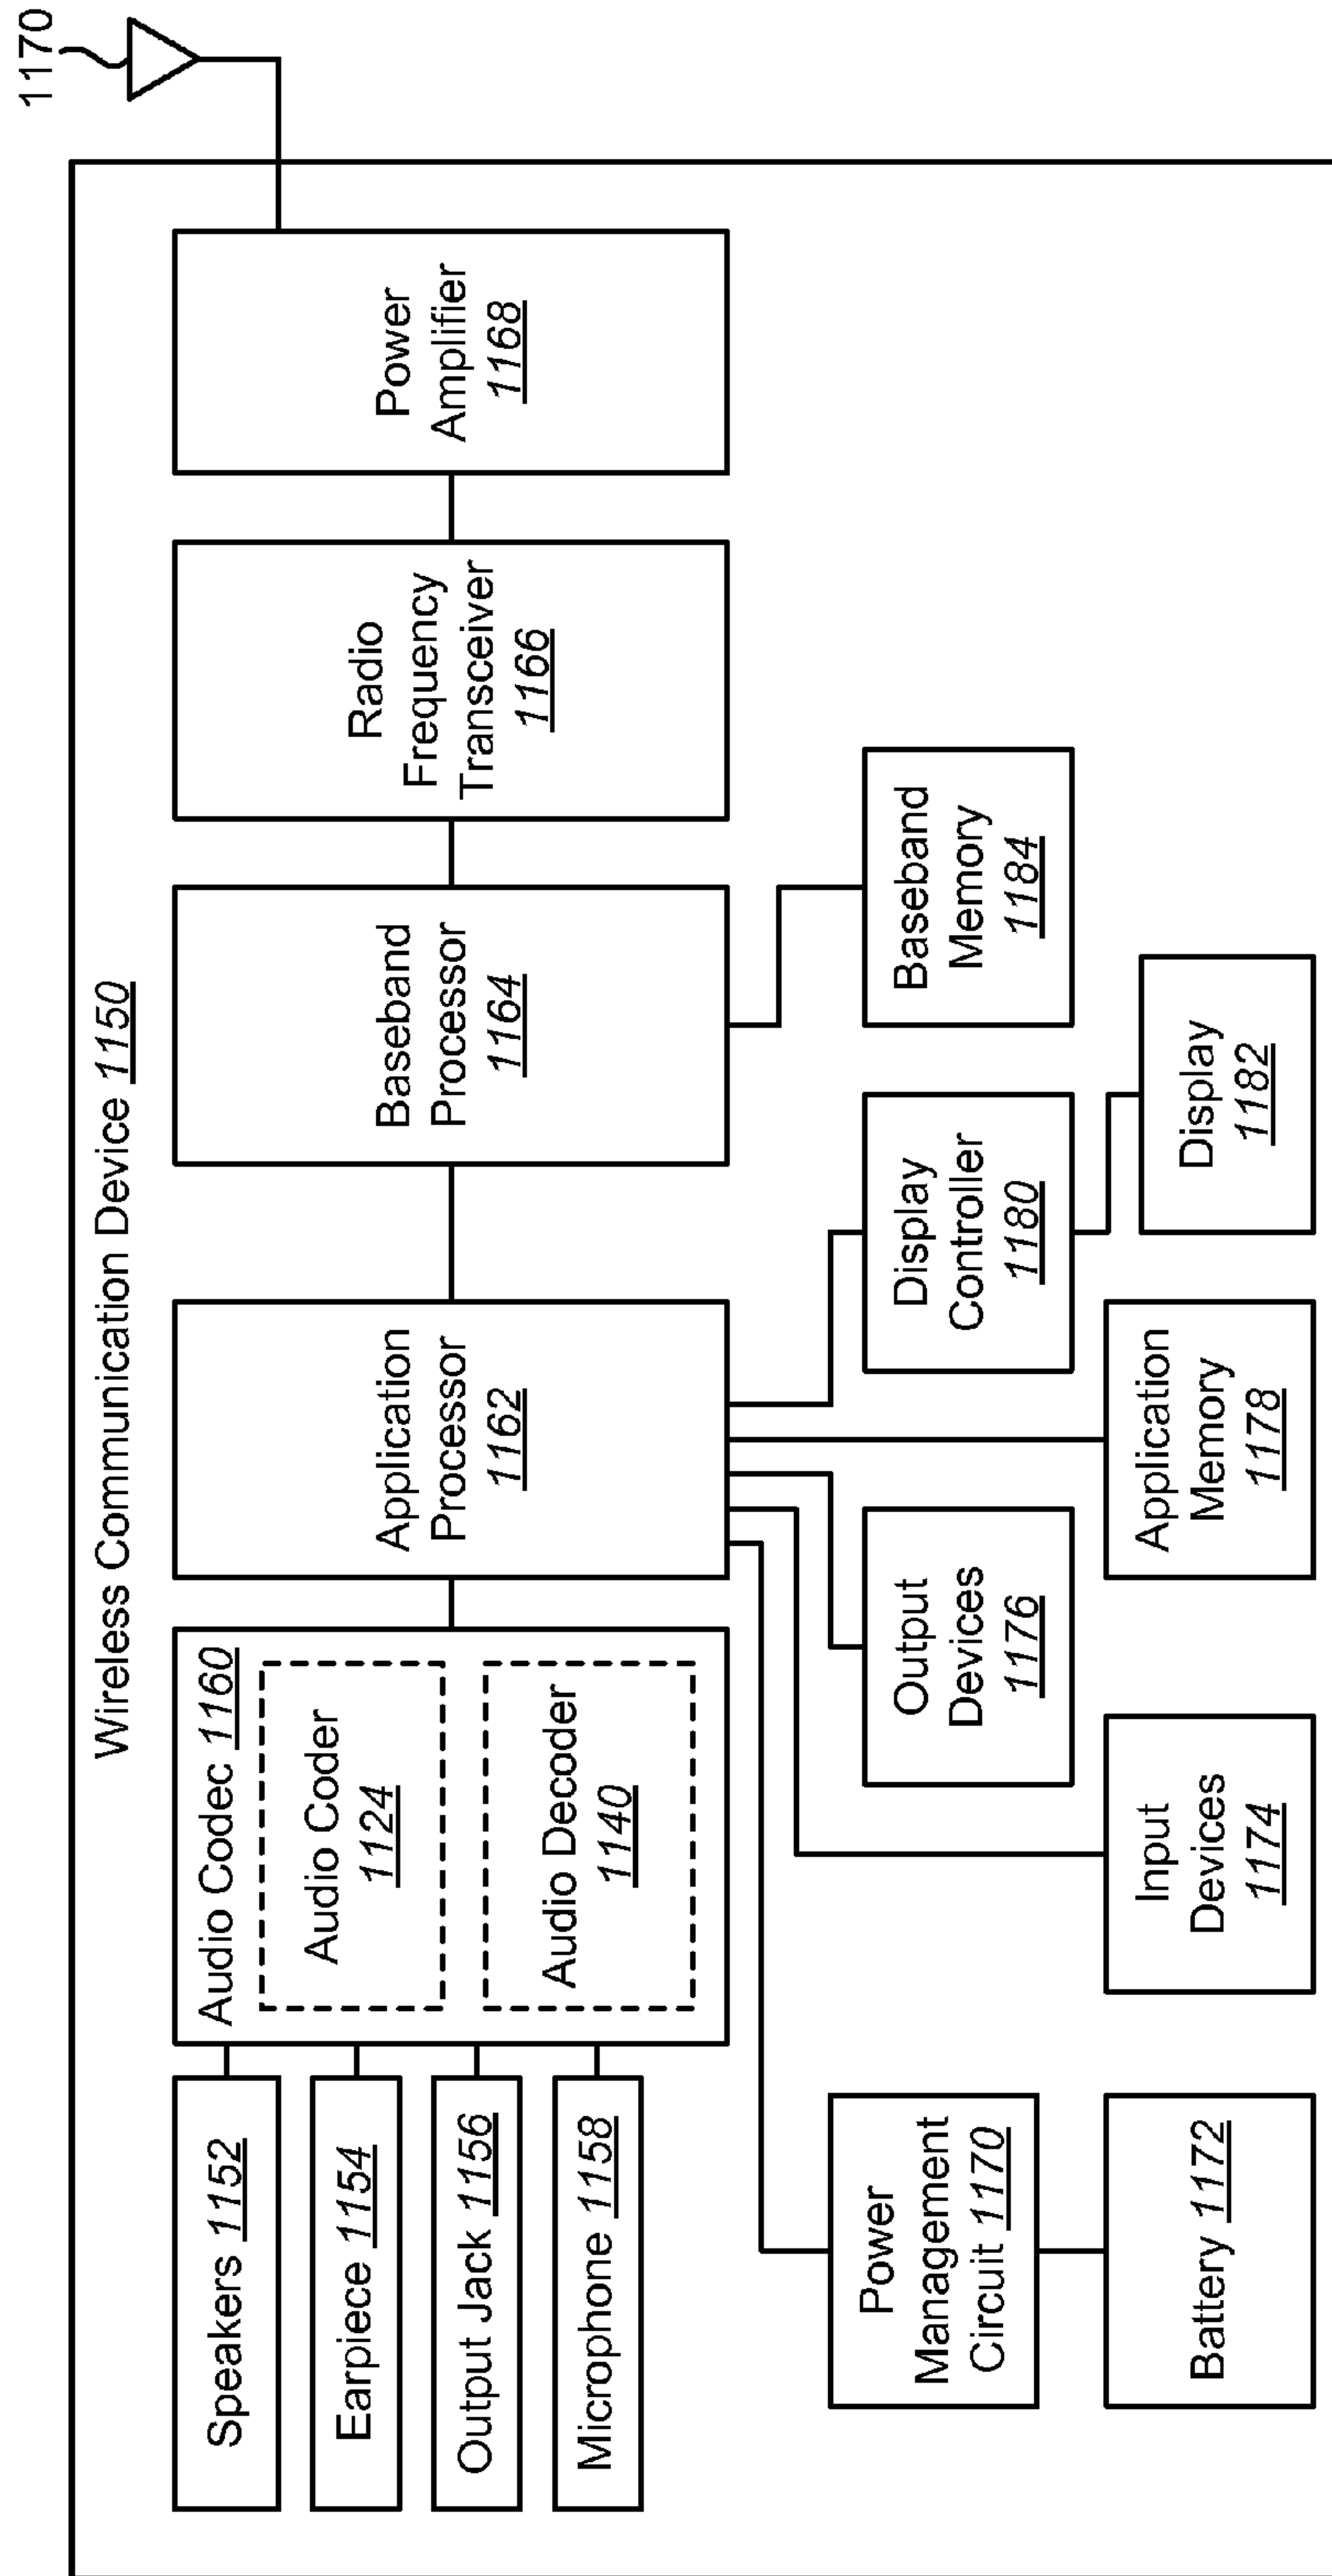 Wireless Communication Device 1150
1170
Speakers 1152
Earpiece 1154
Output Jack 1156
Microphone 1158
Audio Codec 1160
Audio Coder
1124
Audio Decoder
1140
Application
Processor
1162
Baseband
Processor
1164
Radio
Frequency
Transceiver
1166
Power
Amplifier
1168
Power
Management
Circuit 1170
Battery 1172
Input
Devices
1174
Output
Devices
1176
Application
Memory
1178
Display
Controller
1180
Display
1182
Baseband
Memory
1184